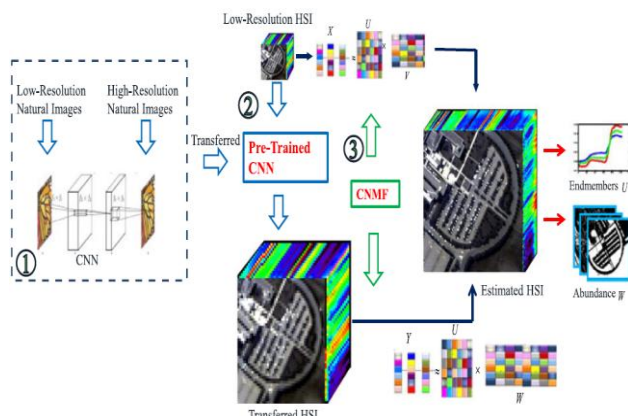 Low-Resolution HSI
X
U
≈
×
V
Low-Resolution
Natural Images
High-Resolution
Natural Images
②
③
Transferred
Pre-Trained
CNN
CNMF
CNN
①
Endmembers U
Abundance W
Estimated HSI
Y
U
≈
×
W
Transferred HSI